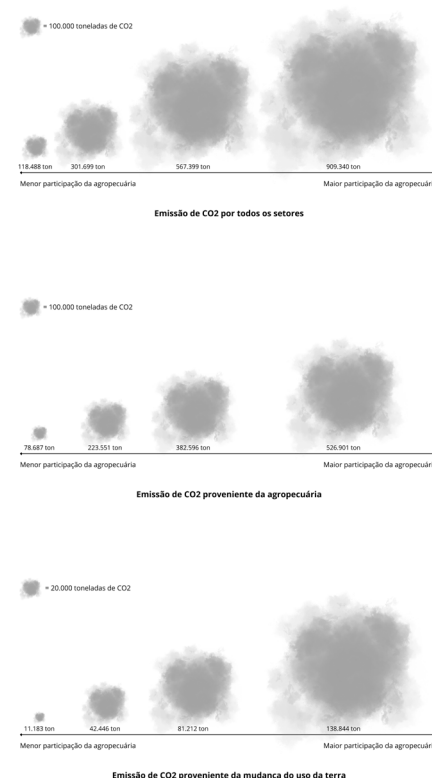 = 100.000 toneladas de CO2
118.488 ton 301.699 ton 567.399 ton 909.340 ton
Menor participação da agropecuária Maior participação da agropecuári
Emissão de CO2 por todos os setores
= 100.000 toneladas de CO2
78.687 ton 223.551 ton 382.596 ton 526.901 ton
Menor participação da agropecuária Maior participação da agropecuári
Emissão de CO2 proveniente da agropecuária
= 20.000 toneladas de CO2
11.183 ton 42.446 ton 81.212 ton 138.844 ton
Menor participação da agropecuária Maior participação da agropecuári
Emissão de CO2 proveniente da mudança do uso da terra